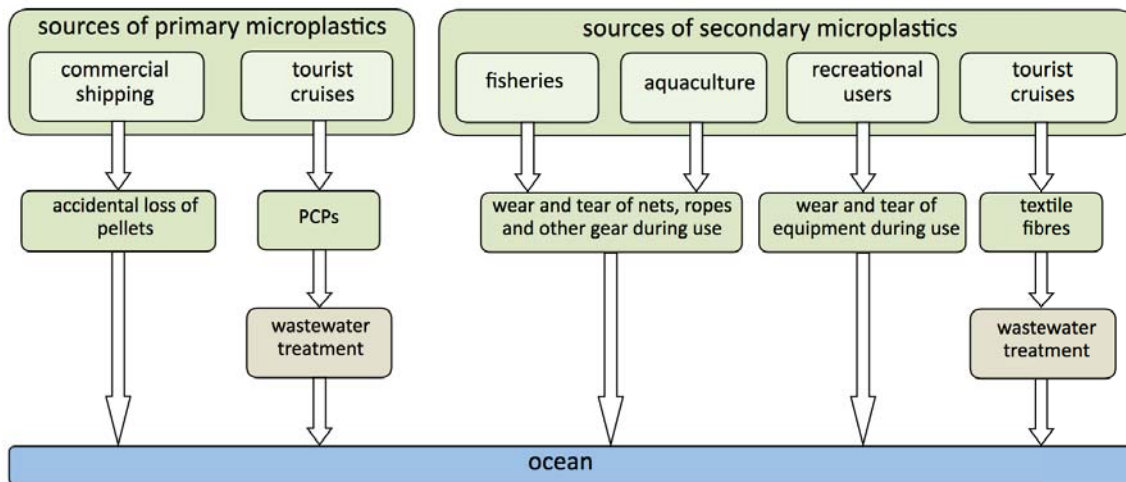 sources of primary microplastics
commercial
shipping
tourist
cruises
accidental loss of
pellets
PCPs
wastewater
treatment
sources of secondary microplastics
fisheries
aquaculture
recreational
users
tourist
cruises
wear and tear of nets, ropes
and other gear during use
wear and tear of
equipment during use
textile
fibres
wastewater
treatment
ocean